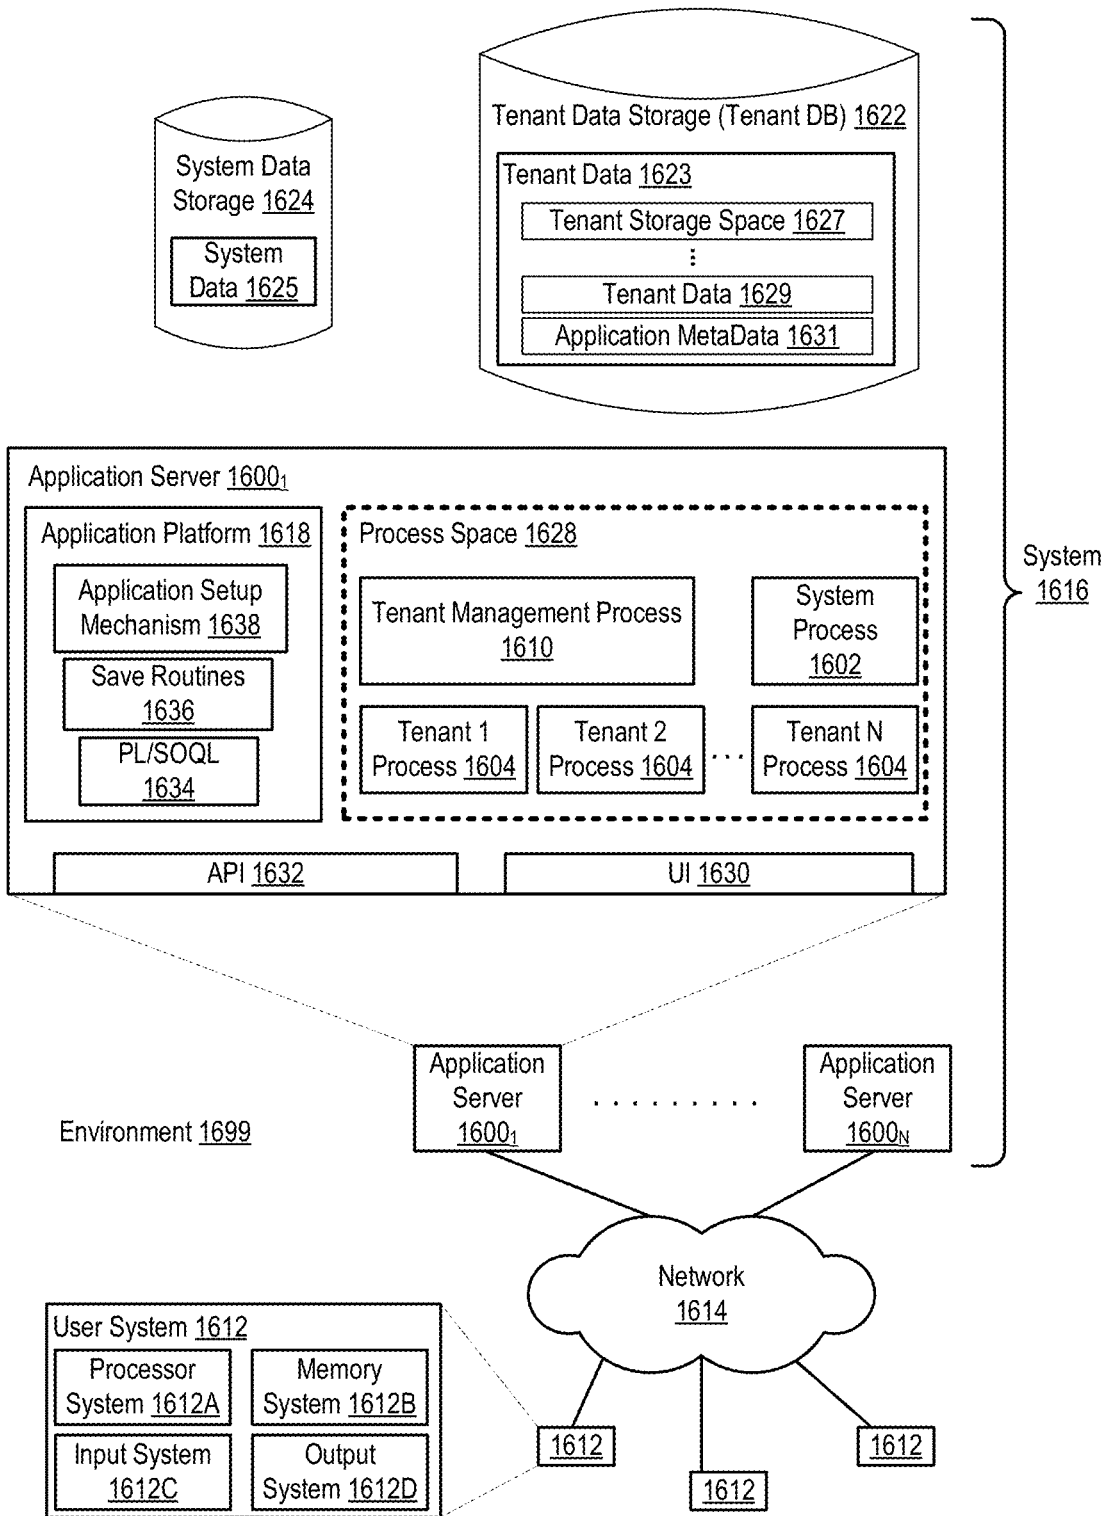 Tenant Data Storage (Tenant DB) 1622
System Data
Storage 1624
System
Data 1625
Tenant Data 1623
Tenant Storage Space 1627
⋮
Tenant Data 1629
Application MetaData 1631
Application Server 1600₁
Application Platform 1618
Application Setup
Mechanism 1638
Save Routines
1636
PL/SOQL
1634
Process Space 1628
Tenant Management Process
1610
System
Process
1602
Tenant 1
Process 1604
Tenant 2
Process 1604
. . .
Tenant N
Process 1604
API 1632
UI 1630
System
1616
Application
Server
1600₁
. . . . . . . . .
Application
Server
1600N
Environment 1699
Network
1614
User System 1612
Processor
System 1612A
Memory
System 1612B
Input System
1612C
Output
System 1612D
1612
1612
1612